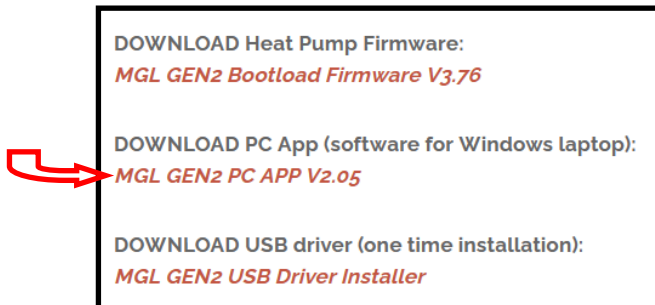 DOWNLOAD Heat Pump Firmware:
MGL GEN2 Bootload Firmware V3.76
DOWNLOAD PC App (software for Windows laptop):
MGL GEN2 PC APP V2.05
DOWNLOAD USB driver (one time installation):
MGL GEN2 USB Driver Installer